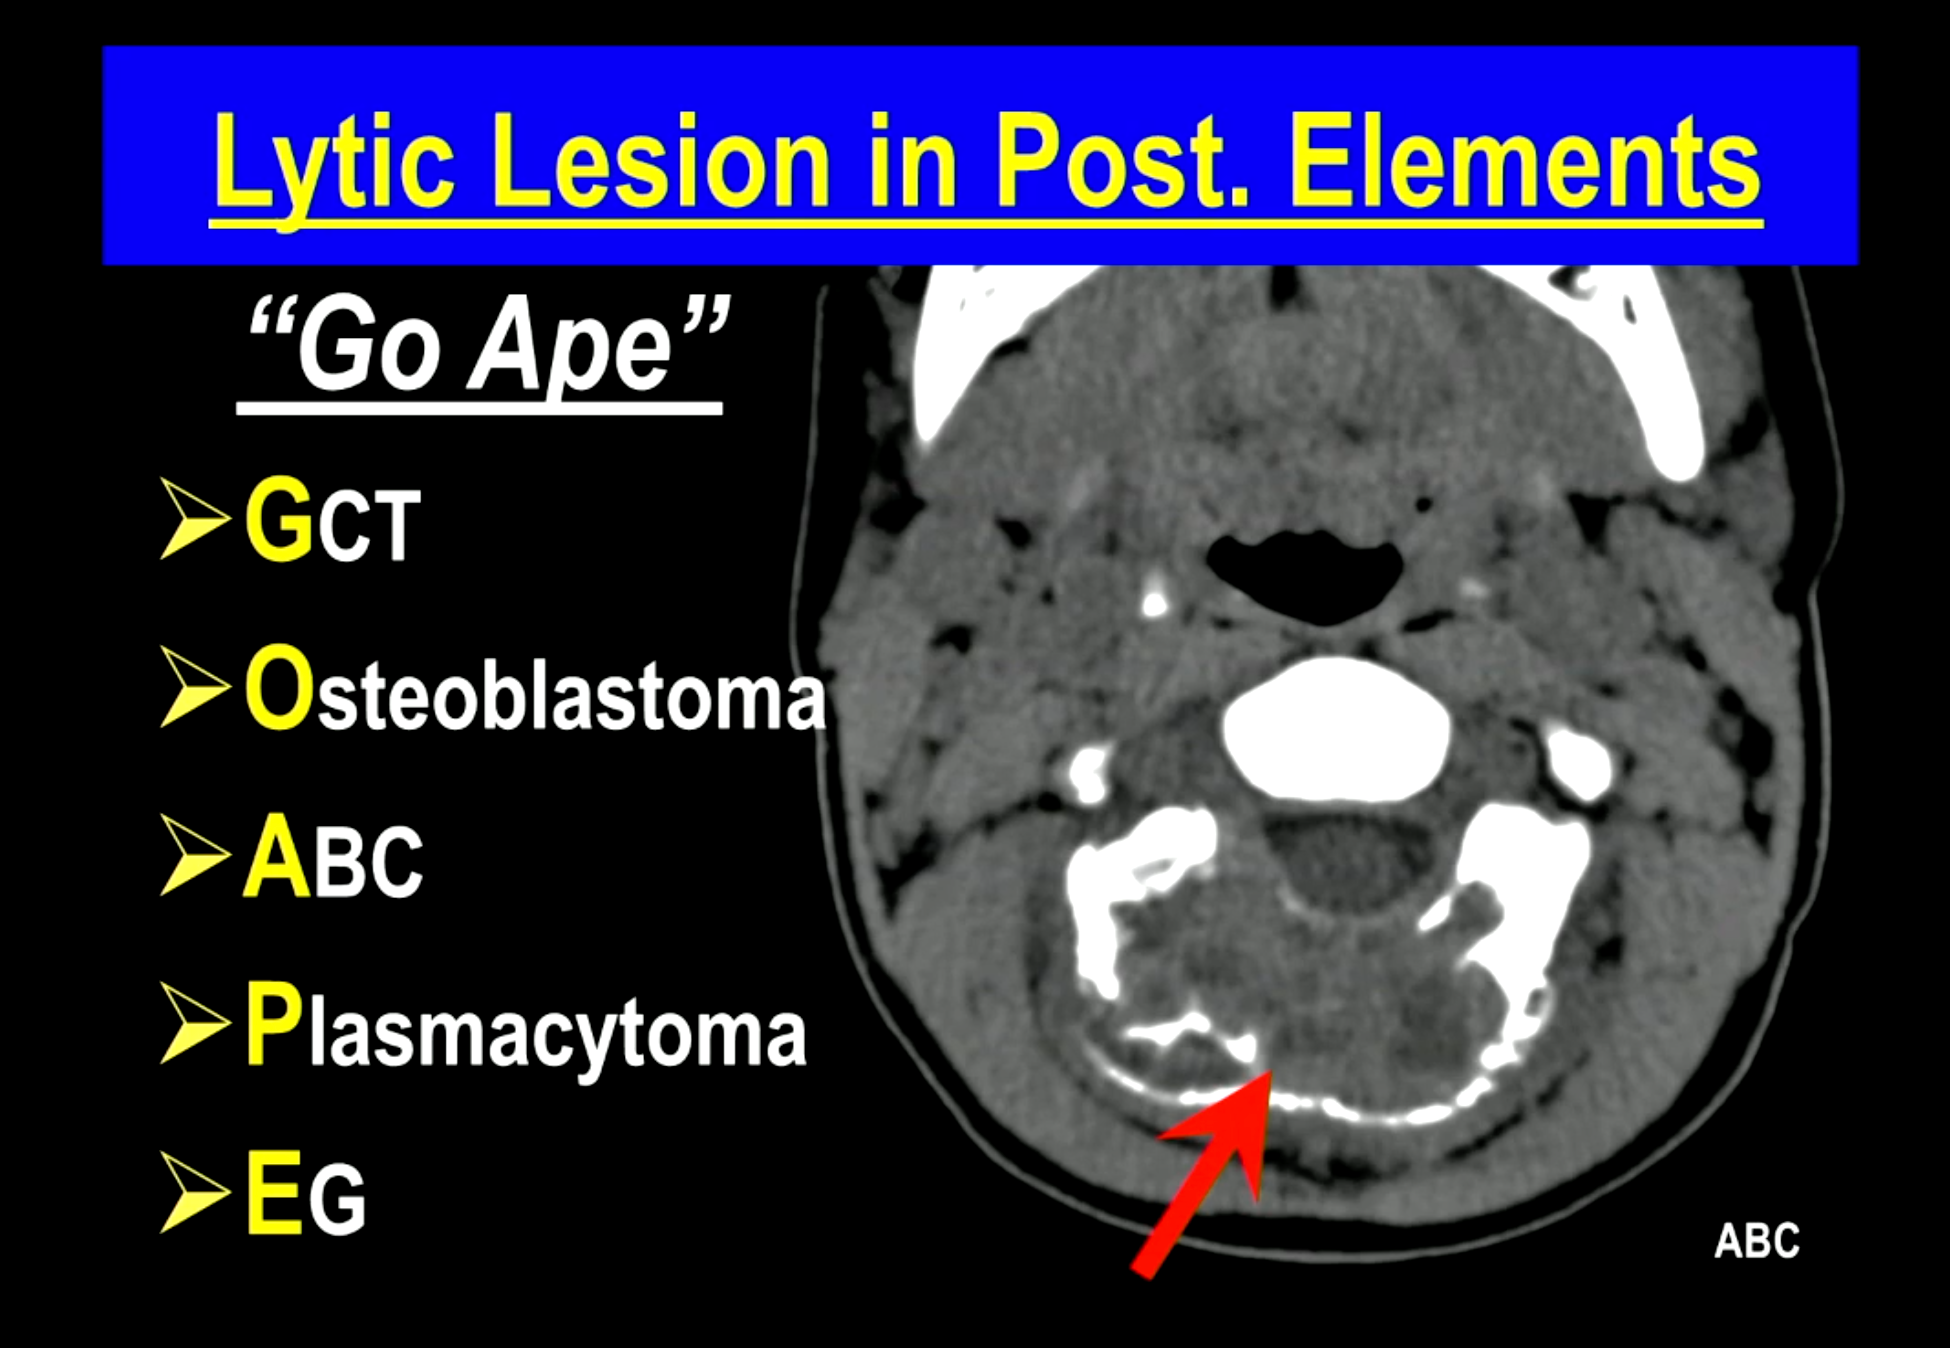 Lytic Lesion in Post. Elements
“Go Ape”
GCT
Osteoblastoma
ABC
Plasmacytoma
EG
ABC